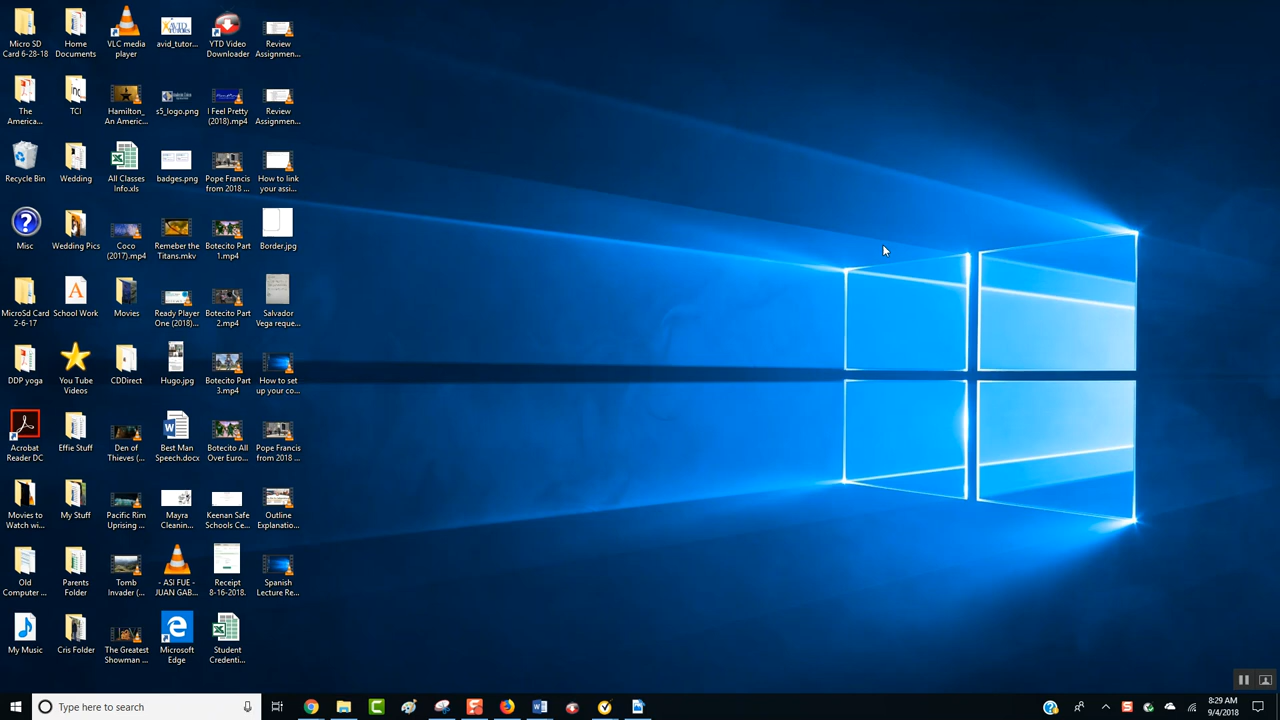 Micro SD
Card 6-28-18
Home
Documents
VLC media
player
avid_tutor...
YTD Video
Downloader
Review
Assignmen...
The
America...
TCI
Hamilton_
An Americ...
s5_logo.png
I Feel Pretty
(2018).mp4
Review
Assignmen...
Recycle Bin
Wedding
All Classes
Info.xls
badges.png
Pope Francis
from 2018 ...
How to link
your assi...
Misc
Wedding Pics
Coco
(2017).mp4
Remeber the
Titans.mkv
Botecito Part
1.mp4
Border.jpg
MicroSd Card
2-6-17
School Work
Movies
Ready Player
One (2018)...
Botecito Part
2.mp4
Salvador
Vega reque...
DDP yoga
You Tube
Videos
CDDirect
Hugo.jpg
Botecito Part
3.mp4
How to set
up your co...
Acrobat
Reader DC
Effie Stuff
Den of
Thieves (...
Best Man
Speech.docx
Botecito All
Over Euro...
Pope Francis
from 2018 ...
Movies to
Watch wi...
My Stuff
Pacific Rim
Uprising ...
Mayra
Cleanin...
Keenan Safe
Schools Ce...
Outline
Explanatio...
Old
Computer ...
Parents
Folder
Tomb
Invader (...
- ASI FUE -
JUAN GAB...
Receipt
8-16-2018.
Spanish
Lecture Re...
My Music
Cris Folder
The Greatest
Showman ...
Microsoft
Edge
Student
Credenti...
Type here to search
8:29 AM
9/4/2018